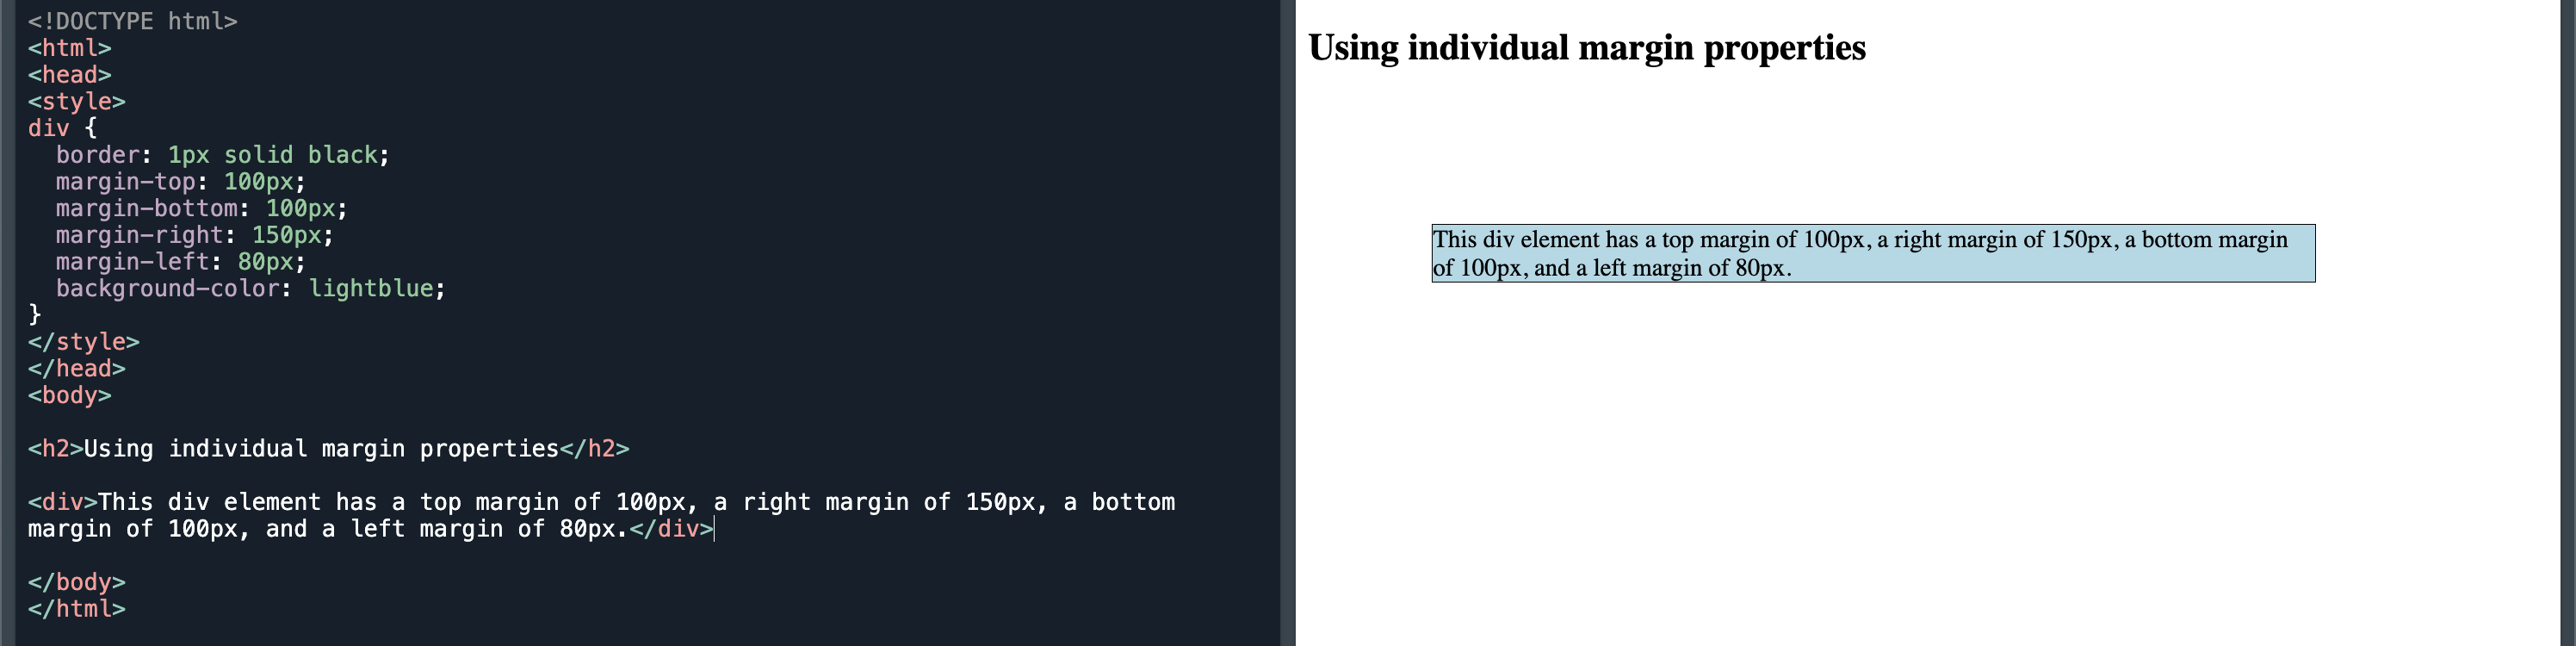 <!DOCTYPE html>
<html>
<head>
<style>
div {
  border: 1px solid black;
  margin-top: 100px;
  margin-bottom: 100px;
  margin-right: 150px;
  margin-left: 80px;
  background-color: lightblue;
}
</style>
</head>
<body>

<h2>Using individual margin properties</h2>

<div>This div element has a top margin of 100px, a right margin of 150px, a bottom
margin of 100px, and a left margin of 80px.</div>

</body>
</html>
Using individual margin properties
This div element has a top margin of 100px, a right margin of 150px, a bottom margin
of 100px, and a left margin of 80px.